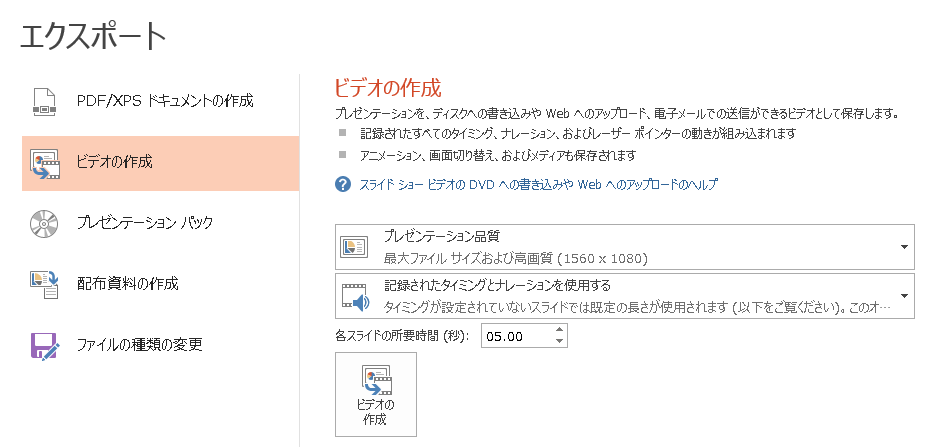 エクスポート
PDF/XPS ドキュメントの作成
ビデオの作成
プレゼンテーション パック
配布資料の作成
ファイルの種類の変更
ビデオの作成
プレゼンテーションを、ディスクへの書き込みや Web へのアップロード、電子メールでの送信ができるビデオとして保存します。
記録されたすべてのタイミング、ナレーション、およびレーザー ポインターの動きが組み込まれます
アニメーション、画面切り替え、およびメディアも保存されます
スライド ショー ビデオの DVD への書き込みや Web へのアップロードのヘルプ
プレゼンテーション品質
最大ファイル サイズおよび高画質 (1560 x 1080)
記録されたタイミングとナレーションを使用する
タイミングが設定されていないスライドでは既定の長さが使用されます (以下をご覧ください)。このオ…
各スライドの所要時間 (秒): 05.00
ビデオの
作成